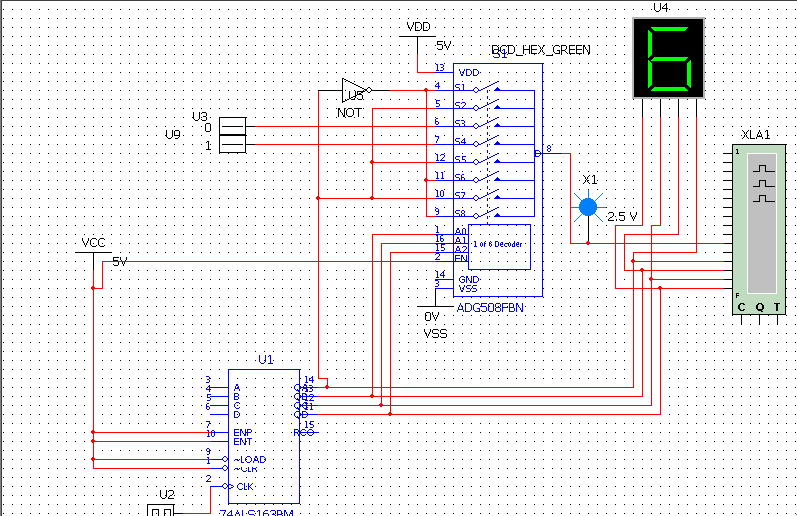 U4
VDD
5V
BCD_HEX_GREEN
S1
13 VDD
4 S1
U5
NOT
5 S2
U3
0
6 S3
U9
1
7 S4
D 8
12 S5
11 S6
10 S7
9 S8
XLA1
1
X1
2.5 V
1 A0
16 A1
15 A2
2 EN
1 of 8 Decoder
VCC
5V
14 GND
3 VSS
ADG508FBN
0V
VSS
F
C Q T
U1
3 A
4 B
5 C
6 D
14 QA
13 QB
12 QC
11 QD
7 ENP
10 ENT
15 RCO
9 ~LOAD
1 ~CLR
2 CLK
U2
74ALS163BM